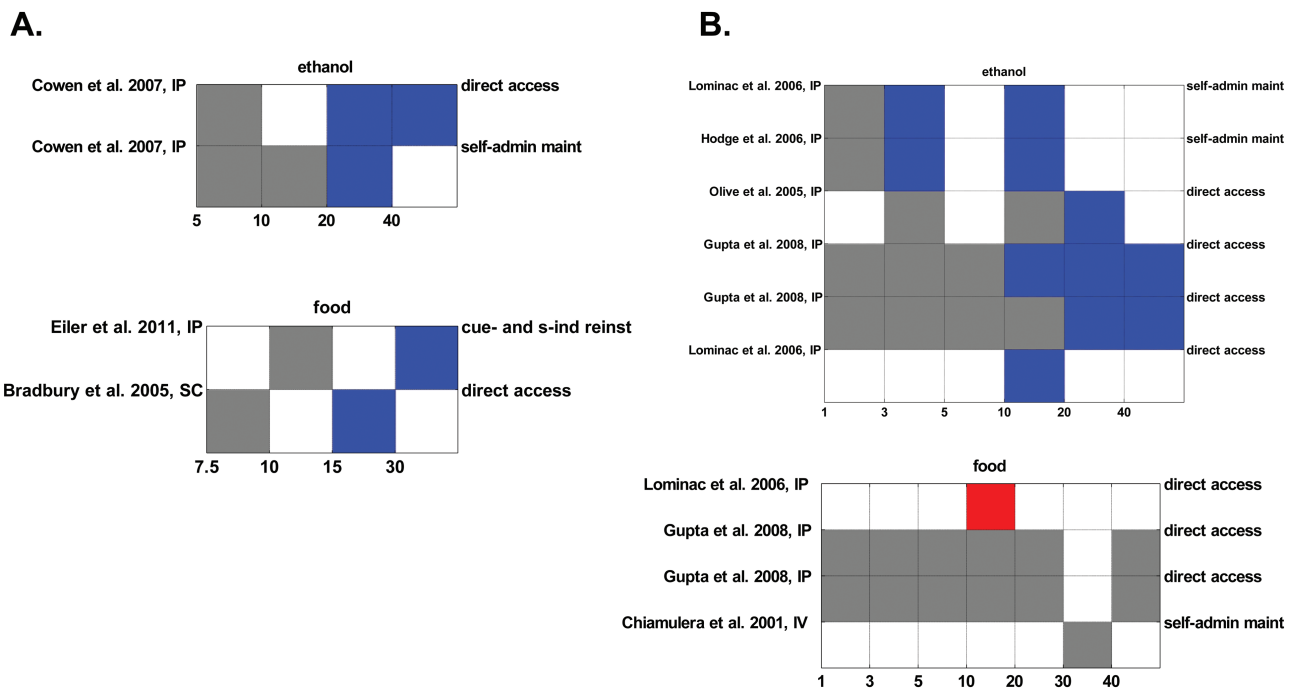 A.
ethanol
Cowen et al. 2007, IP direct access
Cowen et al. 2007, IP self-admin maint
5 10 20 40
food
Eiler et al. 2011, IP cue- and s-ind reinst
Bradbury et al. 2005, SC direct access
7.5 10 15 30
B.
ethanol
Lominac et al. 2006, IP self-admin maint
Hodge et al. 2006, IP self-admin maint
Olive et al. 2005, IP direct access
Gupta et al. 2008, IP direct access
Gupta et al. 2008, IP direct access
Lominac et al. 2006, IP direct access
1 3 5 10 20 40
food
Lominac et al. 2006, IP direct access
Gupta et al. 2008, IP direct access
Gupta et al. 2008, IP direct access
Chiamulera et al. 2001, IV self-admin maint
1 3 5 10 20 30 40